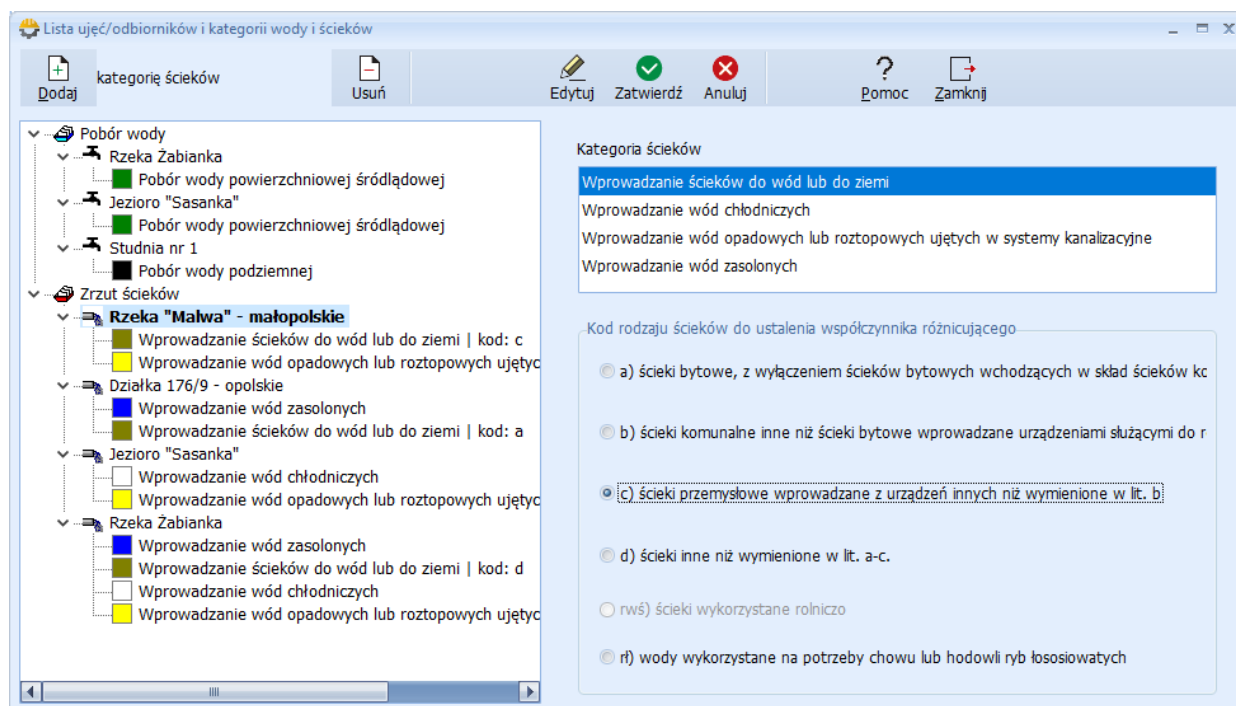 Lista ujęć/odbiorników i kategorii wody i ścieków
Dodaj
kategorię ścieków
Usuń
Edytuj
Zatwierdź
Anuluj
Pomoc
Zamknij
Pobór wody
Rzeka Żabianka
Pobór wody powierzchniowej śródlądowej
Jezioro "Sasanka"
Pobór wody powierzchniowej śródlądowej
Studnia nr 1
Pobór wody podziemnej
Zrzut ścieków
Rzeka "Malwa" - małopolskie
Wprowadzanie ścieków do wód lub do ziemi | kod: c
Wprowadzanie wód opadowych lub roztopowych ujętyc
Działka 176/9 - opolskie
Wprowadzanie wód zasolonych
Wprowadzanie ścieków do wód lub do ziemi | kod: a
Jezioro "Sasanka"
Wprowadzanie wód chłodniczych
Wprowadzanie wód opadowych lub roztopowych ujętyc
Rzeka Żabianka
Wprowadzanie wód zasolonych
Wprowadzanie ścieków do wód lub do ziemi | kod: d
Wprowadzanie wód chłodniczych
Wprowadzanie wód opadowych lub roztopowych ujętyc
Kategoria ścieków
Wprowadzanie ścieków do wód lub do ziemi
Wprowadzanie wód chłodniczych
Wprowadzanie wód opadowych lub roztopowych ujętych w systemy kanalizacyjne
Wprowadzanie wód zasolonych
Kod rodzaju ścieków do ustalenia współczynnika różnicującego
a) ścieki bytowe, z wyłączeniem ścieków bytowych wchodzących w skład ścieków kc
b) ścieki komunalne inne niż ścieki bytowe wprowadzane urządzeniami służącymi do r
c) ścieki przemysłowe wprowadzane z urządzeń innych niż wymienione w lit. b
d) ścieki inne niż wymienione w lit. a-c.
rwś) ścieki wykorzystane rolniczo
rł) wody wykorzystane na potrzeby chowu lub hodowli ryb łososiowatych